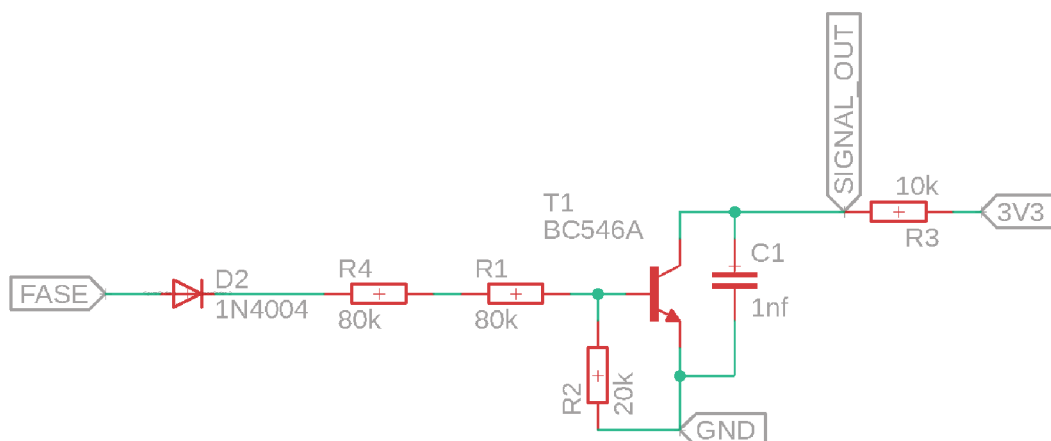 SIGNAL_OUT
10k
3V3
R3
T1
BC546A
C1
1nf
FASE
D2
1N4004
R4
80k
R1
80k
R2
20k
GND